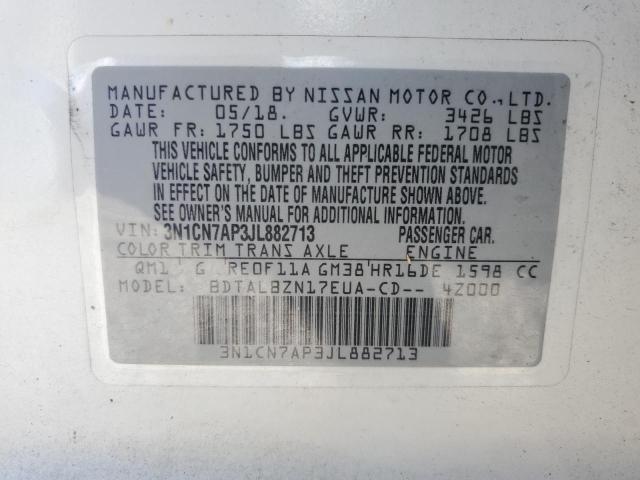 MANUFACTURED BY NISSAN MOTOR CO., LTD.
DATE: 05/18. GVWR: 3426 LBS
GAWR FR: 1750 LBS GAWR RR: 1708 LBS
THIS VEHICLE CONFORMS TO ALL APPLICABLE FEDERAL MOTOR
VEHICLE SAFETY, BUMPER AND THEFT PREVENTION STANDARDS
IN EFFECT ON THE DATE OF MANUFACTURE SHOWN ABOVE.
SEE OWNER'S MANUAL FOR ADDITIONAL INFORMATION.
VIN: 3N1CN7AP3JL882713 PASSENGER CAR.
COLOR TRIM TRANS AXLE ENGINE
QM1 G RE0F11A GM38 HR16DE 1598 CC
MODEL: BDTALBZN17EUA-CD-- 4Z000
3N1CN7AP3JL882713